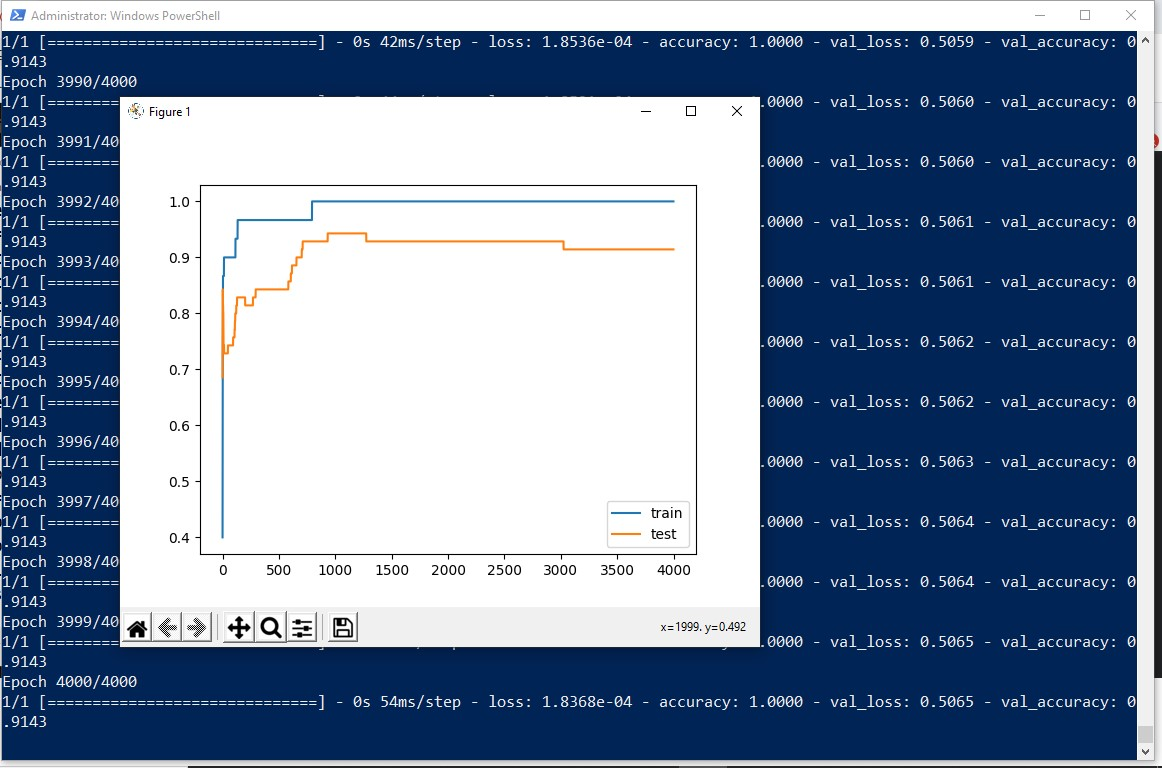 Administrator: Windows PowerShell
1/1 [==============================] - 0s 42ms/step - loss: 1.8536e-04 - accuracy: 1.0000 - val_loss: 0.5059 - val_accuracy: 0
.9143
Epoch 3990/4000
1/1 [======== .0000 - val_loss: 0.5060 - val_accuracy: 0
.9143
Epoch 3991/40
1/1 [======== .0000 - val_loss: 0.5060 - val_accuracy: 0
.9143
Epoch 3992/40
1/1 [======== .0000 - val_loss: 0.5061 - val_accuracy: 0
.9143
Epoch 3993/40
1/1 [======== .0000 - val_loss: 0.5061 - val_accuracy: 0
.9143
Epoch 3994/40
1/1 [======== .0000 - val_loss: 0.5062 - val_accuracy: 0
.9143
Epoch 3995/40
1/1 [======== .0000 - val_loss: 0.5062 - val_accuracy: 0
.9143
Epoch 3996/40
1/1 [======== .0000 - val_loss: 0.5063 - val_accuracy: 0
.9143
Epoch 3997/40
1/1 [======== .0000 - val_loss: 0.5064 - val_accuracy: 0
.9143
Epoch 3998/40
1/1 [======== .0000 - val_loss: 0.5064 - val_accuracy: 0
.9143
Epoch 3999/40
1/1 [======== .0000 - val_loss: 0.5065 - val_accuracy: 0
.9143
Epoch 4000/4000
1/1 [==============================] - 0s 54ms/step - loss: 1.8368e-04 - accuracy: 1.0000 - val_loss: 0.5065 - val_accuracy: 0
.9143
Figure 1
1.0
0.9
0.8
0.7
0.6
0.5
0.4
0 500 1000 1500 2000 2500 3000 3500 4000
train
test
x=1999. y=0.492